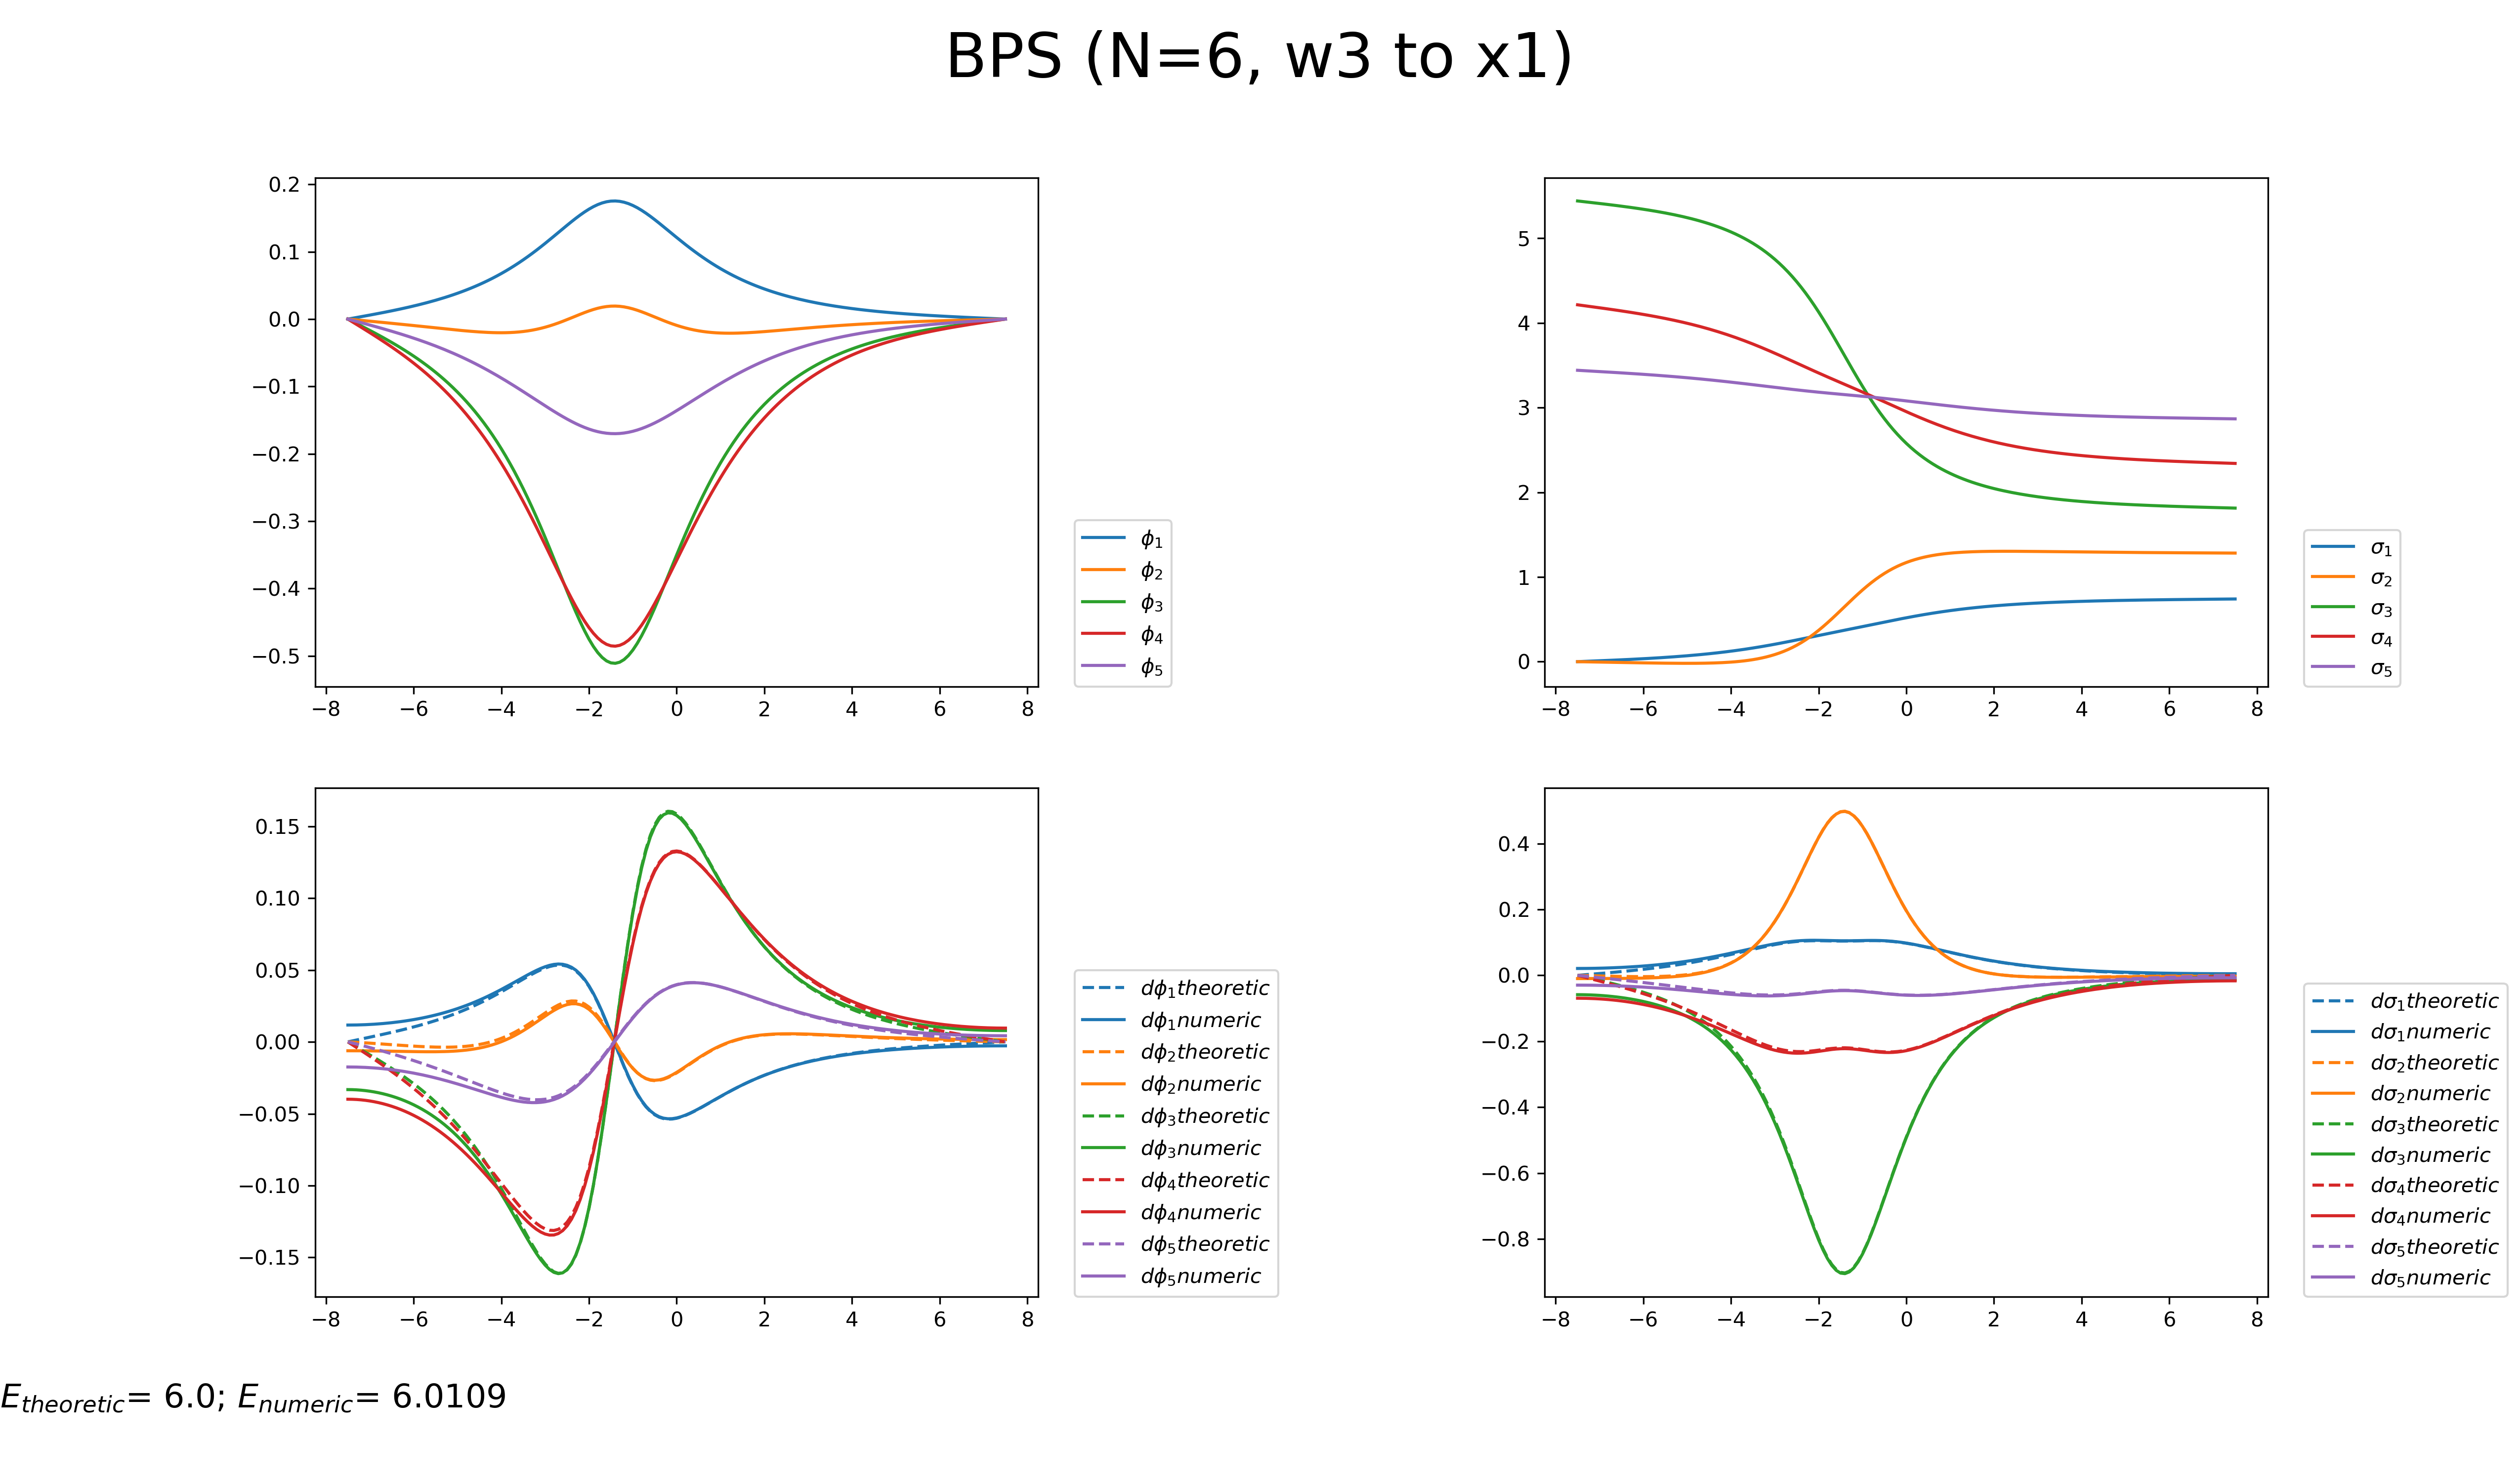 BPS (N=6, w3 to x1)
0.2
0.1
0.0
−0.1
−0.2
−0.3
−0.4
−0.5
−8 −6 −4 −2 0 2 4 6 8
ϕ₁
ϕ₂
ϕ₃
ϕ₄
ϕ₅
5
4
3
2
1
0
−8 −6 −4 −2 0 2 4 6 8
σ₁
σ₂
σ₃
σ₄
σ₅
0.15
0.10
0.05
0.00
−0.05
−0.10
−0.15
−8 −6 −4 −2 0 2 4 6 8
dϕ₁theoretic
dϕ₁numeric
dϕ₂theoretic
dϕ₂numeric
dϕ₃theoretic
dϕ₃numeric
dϕ₄theoretic
dϕ₄numeric
dϕ₅theoretic
dϕ₅numeric
0.4
0.2
0.0
−0.2
−0.4
−0.6
−0.8
−8 −6 −4 −2 0 2 4 6 8
dσ₁theoretic
dσ₁numeric
dσ₂theoretic
dσ₂numeric
dσ₃theoretic
dσ₃numeric
dσ₄theoretic
dσ₄numeric
dσ₅theoretic
dσ₅numeric
Etheoretic= 6.0; Enumeric= 6.0109